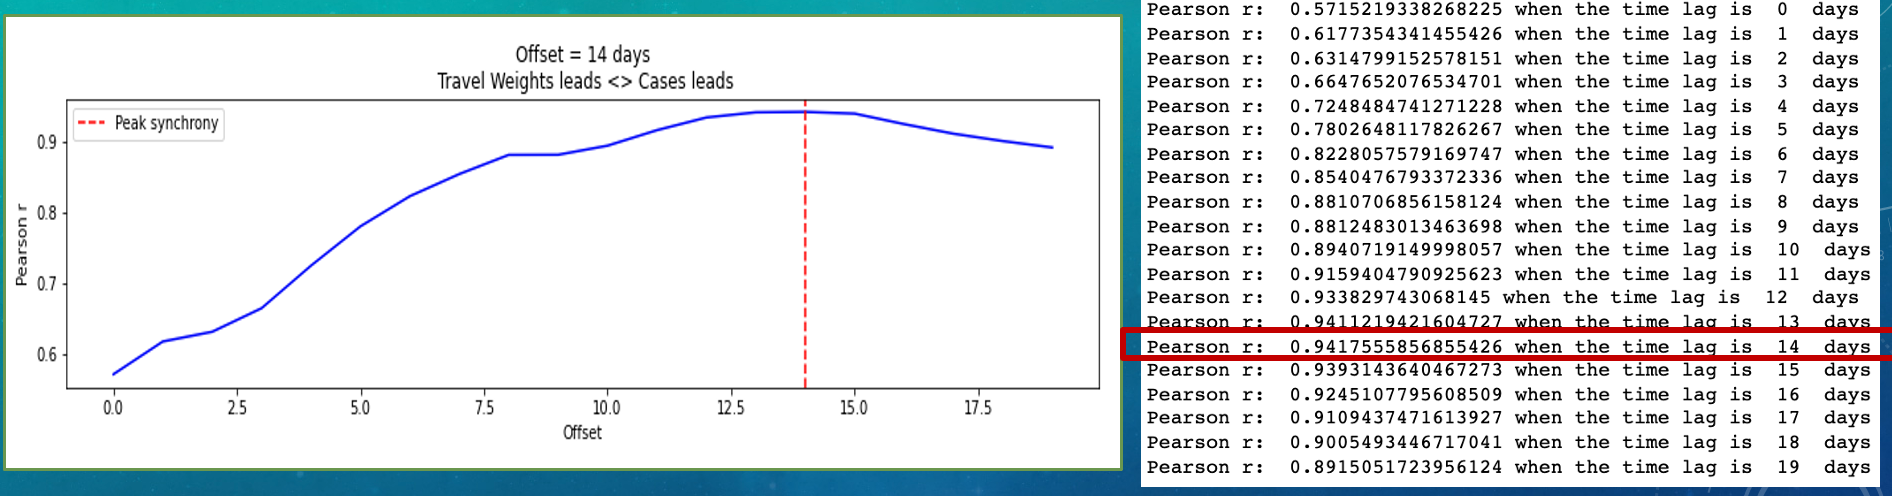 Offset = 14 days
Travel Weights leads <> Cases leads
Peak synchrony
Pearson r
0.9
0.8
0.7
0.6
0.0 2.5 5.0 7.5 10.0 12.5 15.0 17.5
Offset
Pearson r: 0.5715219338268225 when the time lag is 0 days
Pearson r: 0.6177354341455426 when the time lag is 1 days
Pearson r: 0.6314799152578151 when the time lag is 2 days
Pearson r: 0.6647652076534701 when the time lag is 3 days
Pearson r: 0.7248484741271228 when the time lag is 4 days
Pearson r: 0.7802648117826267 when the time lag is 5 days
Pearson r: 0.8228057579169747 when the time lag is 6 days
Pearson r: 0.8540476793372336 when the time lag is 7 days
Pearson r: 0.8810706856158124 when the time lag is 8 days
Pearson r: 0.8812483013463698 when the time lag is 9 days
Pearson r: 0.8940719149998057 when the time lag is 10 days
Pearson r: 0.9159404790925623 when the time lag is 11 days
Pearson r: 0.933829743068145 when the time lag is 12 days
Pearson r: 0.9411219421604727 when the time lag is 13 days
Pearson r: 0.9417555856855426 when the time lag is 14 days
Pearson r: 0.9393143640467273 when the time lag is 15 days
Pearson r: 0.9245107795608509 when the time lag is 16 days
Pearson r: 0.9109437471613927 when the time lag is 17 days
Pearson r: 0.9005493446717041 when the time lag is 18 days
Pearson r: 0.8915051723956124 when the time lag is 19 days